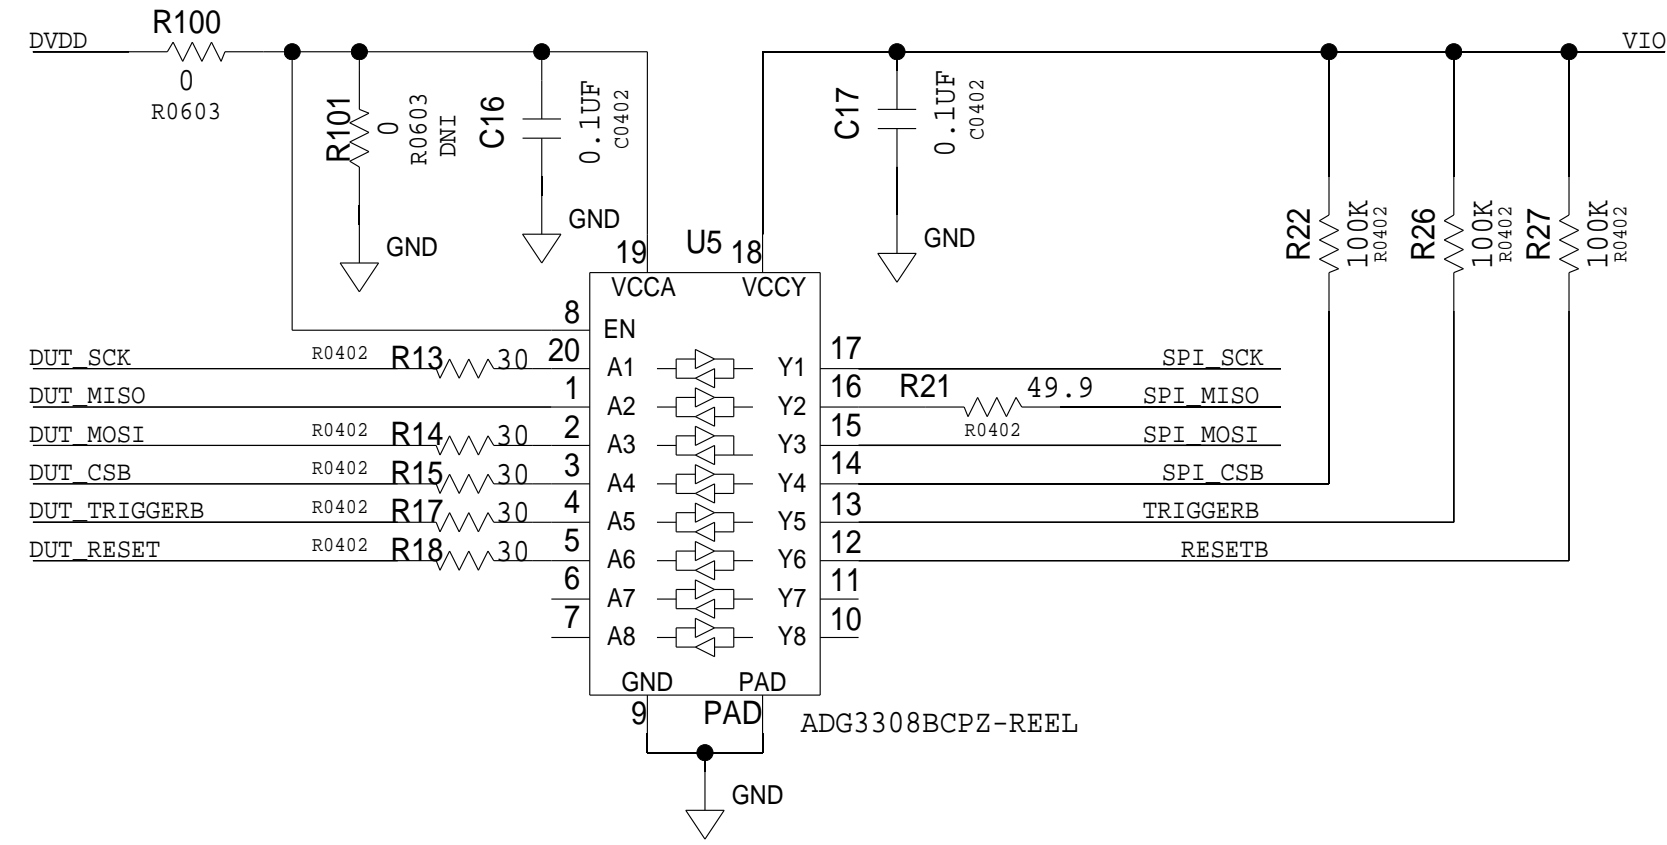 R100
DVDD
0
R0603
VIO
R101
0
R0603
DNI
GND
C16
0.1UF
C0402
GND
C17
0.1UF
C0402
GND
R22
100K
R0402
R26
100K
R0402
R27
100K
R0402
19 U5 18
VCCA VCCY
8 EN
DUT_SCK R0402 R13 30 20 A1 Y1 17 SPI_SCK
DUT_MISO 1 A2 Y2 16 R21 49.9 SPI_MISO
R0402
DUT_MOSI R0402 R14 30 2 A3 Y3 15 SPI_MOSI
DUT_CSB R0402 R15 30 3 A4 Y4 14 SPI_CSB
DUT_TRIGGERB R0402 R17 30 4 A5 Y5 13 TRIGGERB
DUT_RESET R0402 R18 30 5 A6 Y6 12 RESETB
6 A7 Y7 11
7 A8 Y8 10
GND PAD
9 PAD
ADG3308BCPZ-REEL
GND